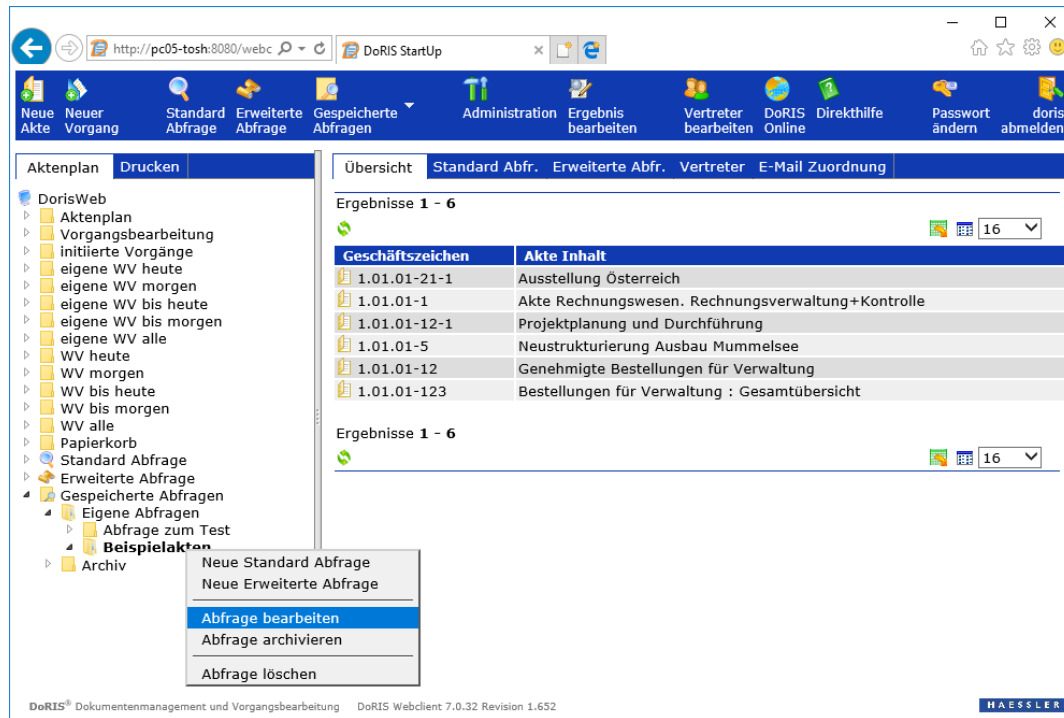 http://pc05-tosh:8080/webc
DoRIS StartUp
Neue Akte
Neuer Vorgang
Standard Abfrage
Erweiterte Abfrage
Gespeicherte Abfragen
Administration
Ergebnis bearbeiten
Vertreter bearbeiten
DoRIS Online
Direkthilfe
Passwort ändern
doris abmelden
Aktenplan
Drucken
DorisWeb
Aktenplan
Vorgangsbearbeitung
initiierte Vorgänge
eigene WV heute
eigene WV morgen
eigene WV bis heute
eigene WV bis morgen
eigene WV alle
WV heute
WV morgen
WV bis heute
WV bis morgen
WV alle
Papierkorb
Standard Abfrage
Erweiterte Abfrage
Gespeicherte Abfragen
Eigene Abfragen
Abfrage zum Test
Beispielakten
Archiv
Neue Standard Abfrage
Neue Erweiterte Abfrage
Abfrage bearbeiten
Abfrage archivieren
Abfrage löschen
Übersicht
Standard Abfr.
Erweiterte Abfr.
Vertreter
E-Mail Zuordnung
Ergebnisse 1 - 6
16
Geschäftszeichen
Akte Inhalt
1.01.01-21-1 Ausstellung Österreich
1.01.01-1 Akte Rechnungswesen. Rechnungsverwaltung+Kontrolle
1.01.01-12-1 Projektplanung und Durchführung
1.01.01-5 Neustrukturierung Ausbau Mummelsee
1.01.01-12 Genehmigte Bestellungen für Verwaltung
1.01.01-123 Bestellungen für Verwaltung : Gesamtübersicht
Ergebnisse 1 - 6
16
DoRIS® Dokumentenmanagement und Vorgangsbearbeitung DoRIS Webclient 7.0.32 Revision 1.652
HAESSLER